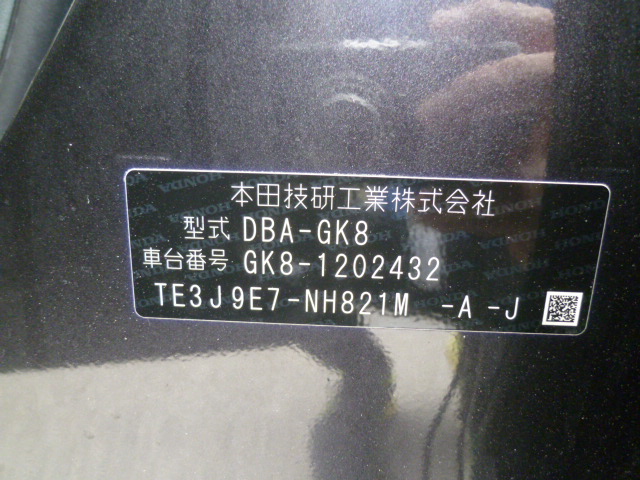 本田技研工業株式会社
型式 DBA-GK8
車台番号 GK8-1202432
TE3J9E7-NH821M -A -J